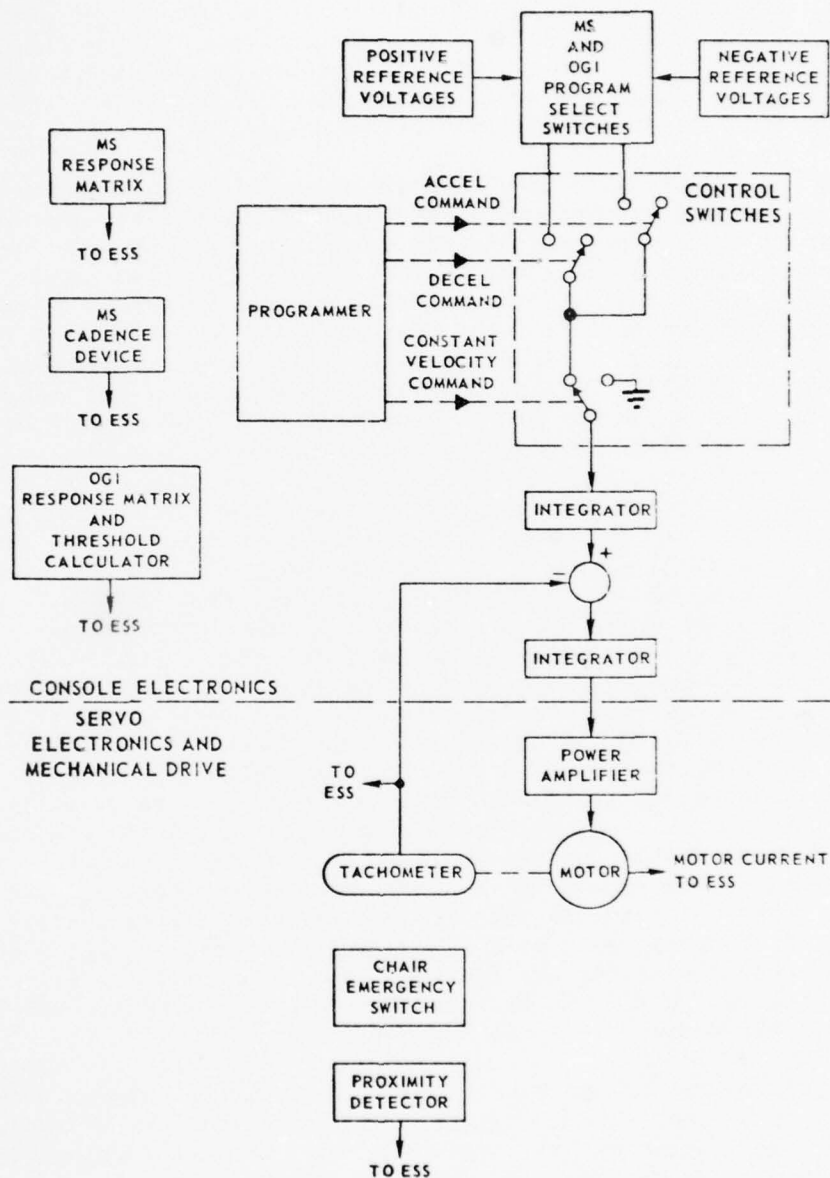 MS
AND
OGI
PROGRAM
SELECT
SWITCHES
POSITIVE
REFERENCE
VOLTAGES
NEGATIVE
REFERENCE
VOLTAGES
MS
RESPONSE
MATRIX
TO ESS
ACCEL
COMMAND
CONTROL
SWITCHES
PROGRAMMER
DECEL
COMMAND
MS
CADENCE
DEVICE
TO ESS
CONSTANT
VELOCITY
COMMAND
OGI
RESPONSE MATRIX
AND
THRESHOLD
CALCULATOR
TO ESS
INTEGRATOR
+
−
INTEGRATOR
CONSOLE ELECTRONICS
SERVO
ELECTRONICS AND
MECHANICAL DRIVE
POWER
AMPLIFIER
TO
ESS
TACHOMETER
MOTOR
MOTOR CURRENT
TO ESS
CHAIR
EMERGENCY
SWITCH
PROXIMITY
DETECTOR
TO ESS